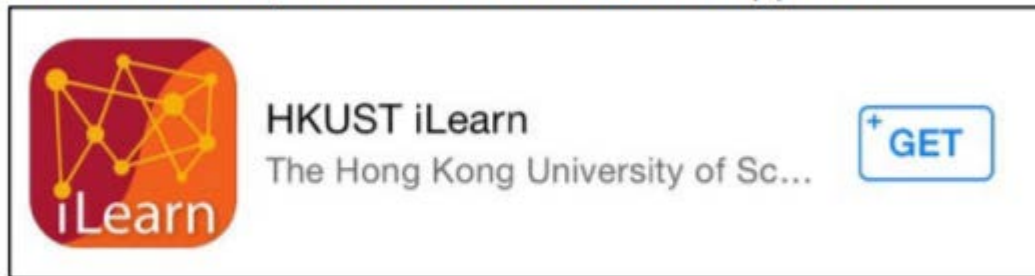 HKUST iLearn
The Hong Kong University of Sc...
+ GET
iLearn